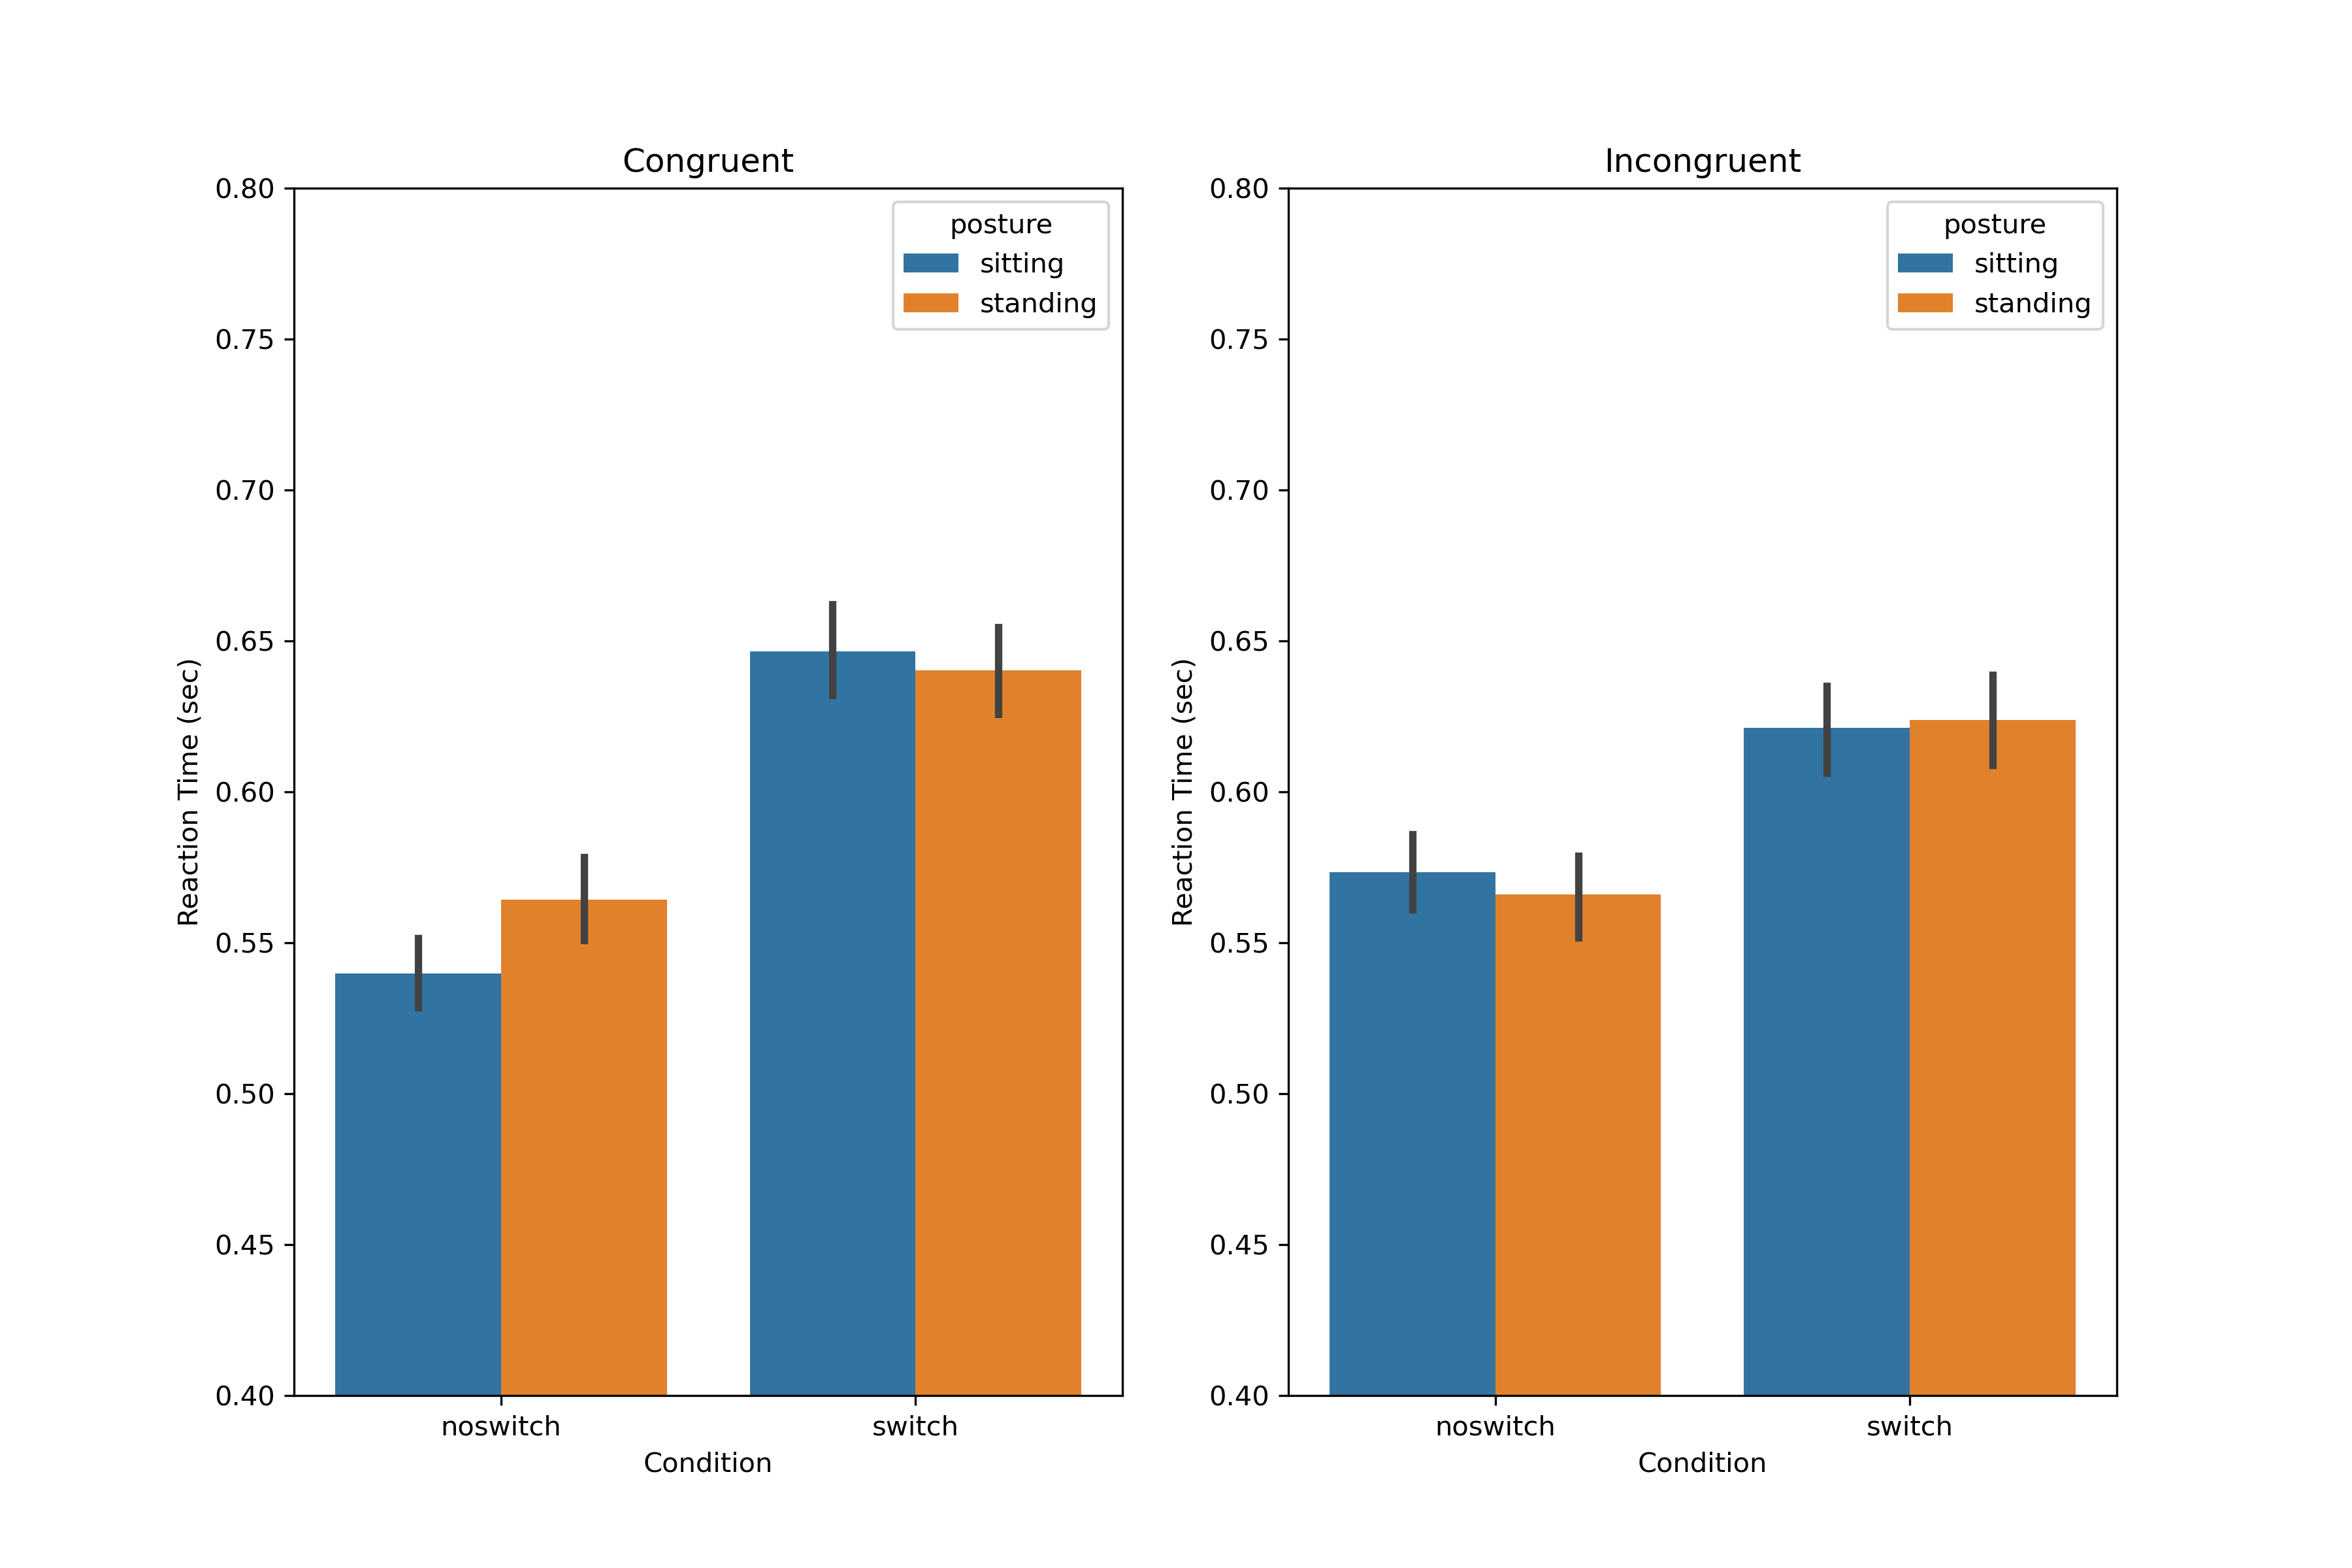 Congruent
0.80
0.75
0.70
0.65
0.60
0.55
0.50
0.45
0.40
Reaction Time (sec)
posture
sitting
standing
noswitch switch
Condition
Incongruent
0.80
0.75
0.70
0.65
0.60
0.55
0.50
0.45
0.40
Reaction Time (sec)
posture
sitting
standing
noswitch switch
Condition